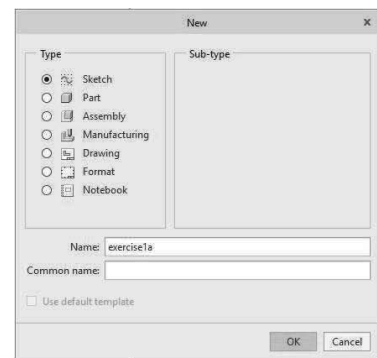 New
Type
Sub-type
Sketch
Part
Assembly
Manufacturing
Drawing
Format
Notebook
Name: exercise1a
Common name:
Use default template
OK Cancel